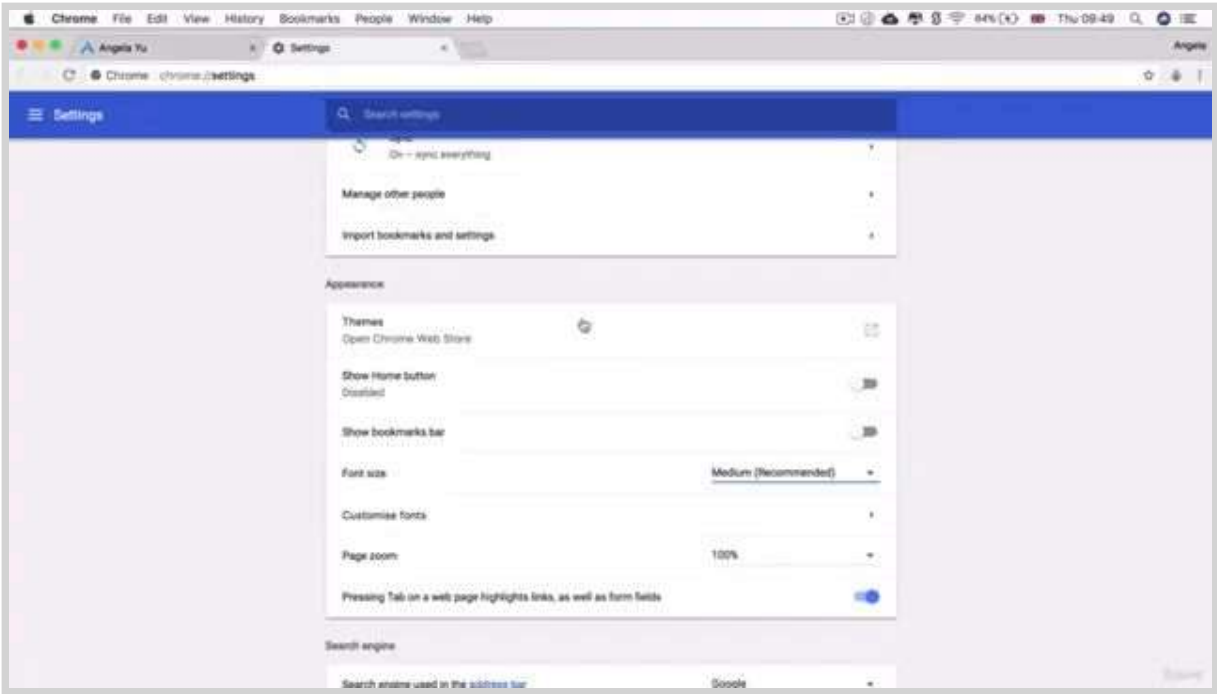 Chrome File Edit View History Bookmarks People Window Help 84% Thu 09:49
Angela Yu Settings Angela
Chrome chrome://settings
Settings Search settings
Sync
On – sync everything
Manage other people
Import bookmarks and settings
Appearance
Themes
Open Chrome Web Store
Show Home button
Disabled
Show bookmarks bar
Font size Medium (Recommended)
Customise fonts
Page zoom 100%
Pressing Tab on a web page highlights links, as well as form fields
Search engine
Search engine used in the address bar Google